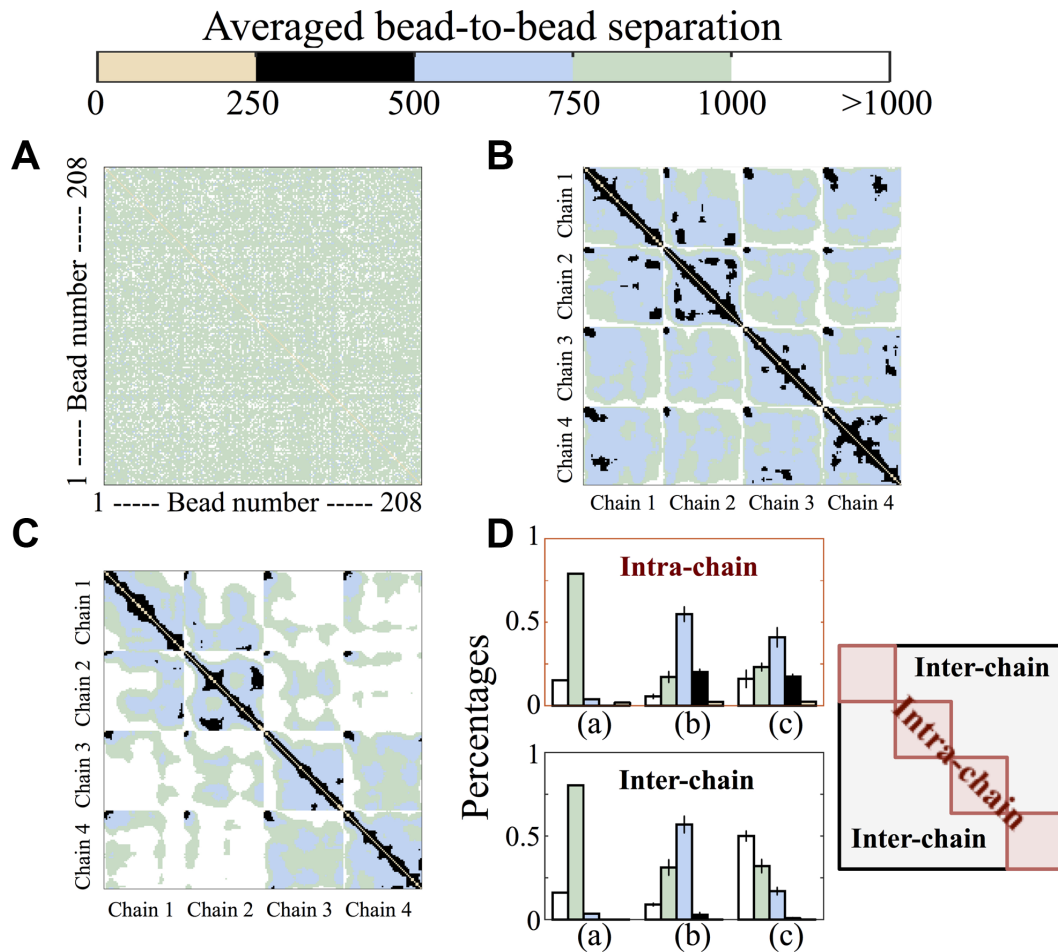 Averaged bead-to-bead separation
0 250 500 750 1000 >1000
A
1 ----- Bead number ----- 208
1 ----- Bead number ----- 208
B
Chain 1
Chain 2
Chain 3
Chain 4
Chain 1 Chain 2 Chain 3 Chain 4
C
Chain 1
Chain 2
Chain 3
Chain 4
Chain 1 Chain 2 Chain 3 Chain 4
D
Percentages
1
0.5
0
Intra-chain
(a) (b) (c)
1
0.5
0
Inter-chain
(a) (b) (c)
Inter-chain
Intra-chain
Inter-chain